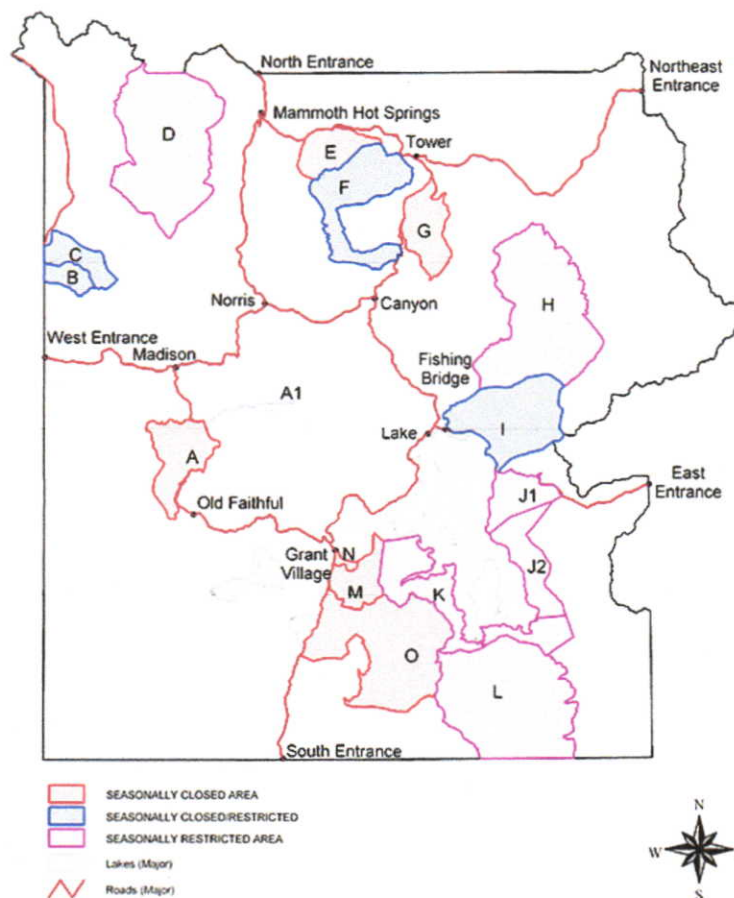 North Entrance
Northeast
Entrance
Mammoth Hot Springs
D
E
Tower
F
G
C
B
H
Norris
Canyon
West Entrance
Madison
Fishing
Bridge
A1
I
Lake
A
East
Entrance
J1
Old Faithful
Grant
Village
N
J2
M
K
O
L
South Entrance
SEASONALLY CLOSED AREA
SEASONALLY CLOSED/RESTRICTED
SEASONALLY RESTRICTED AREA
Lakes (Major)
Roads (Major)
N
W
S